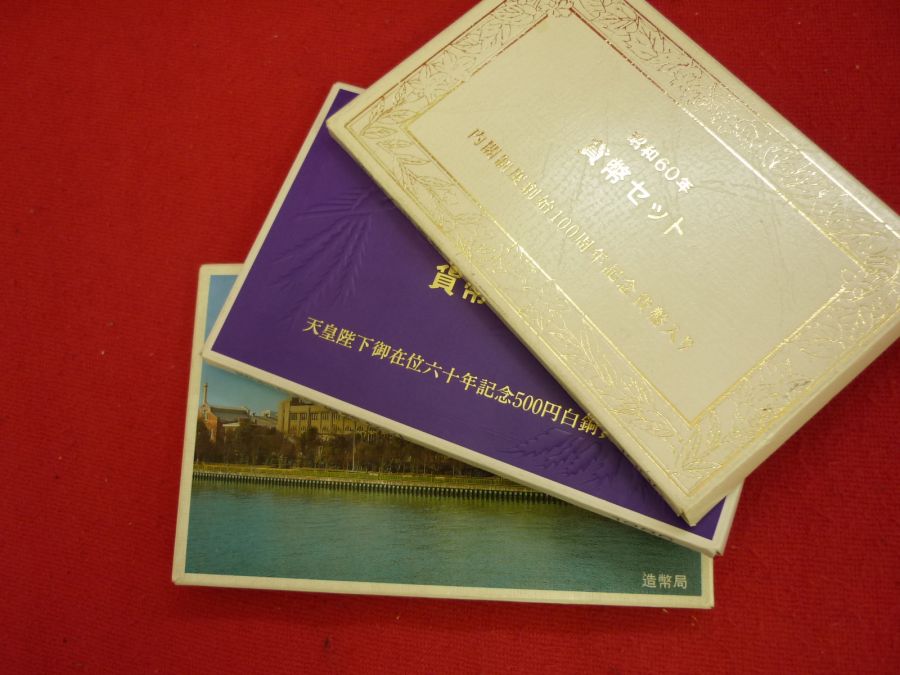 昭和60年
貨幣セット
内閣制度創始100周年記念貨幣入り
貨幣
天皇陛下御在位六十年記念500円白銅
造幣局